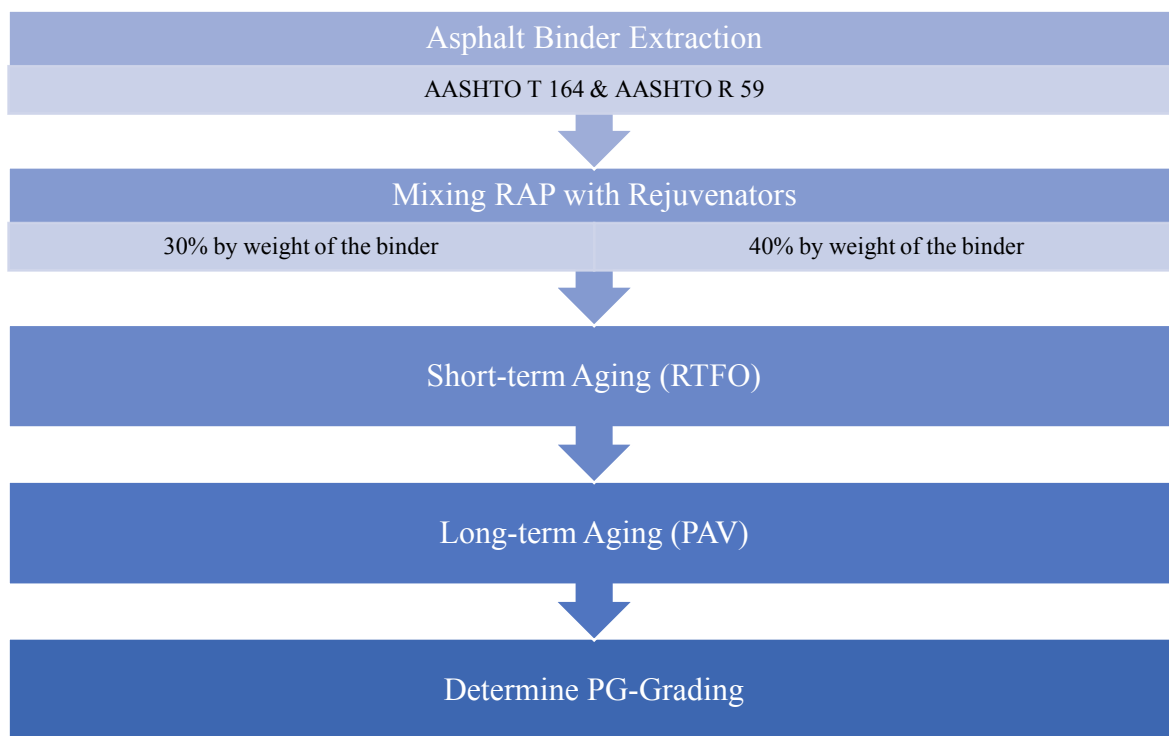 Asphalt Binder Extraction
AASHTO T 164 & AASHTO R 59
Mixing RAP with Rejuvenators
30% by weight of the binder
40% by weight of the binder
Short-term Aging (RTFO)
Long-term Aging (PAV)
Determine PG-Grading